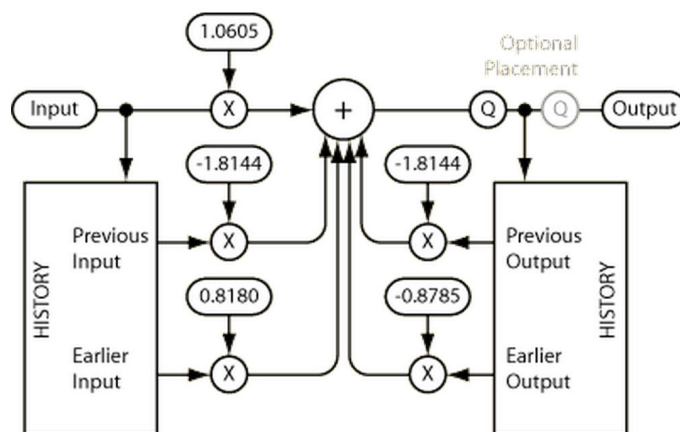 1.0605
Optional
Placement
Input
X
+
Q
Q
Output
-1.8144
-1.8144
Previous
Input
X
X
Previous
Output
HISTORY
HISTORY
0.8180
-0.8785
Earlier
Input
X
X
Earlier
Output